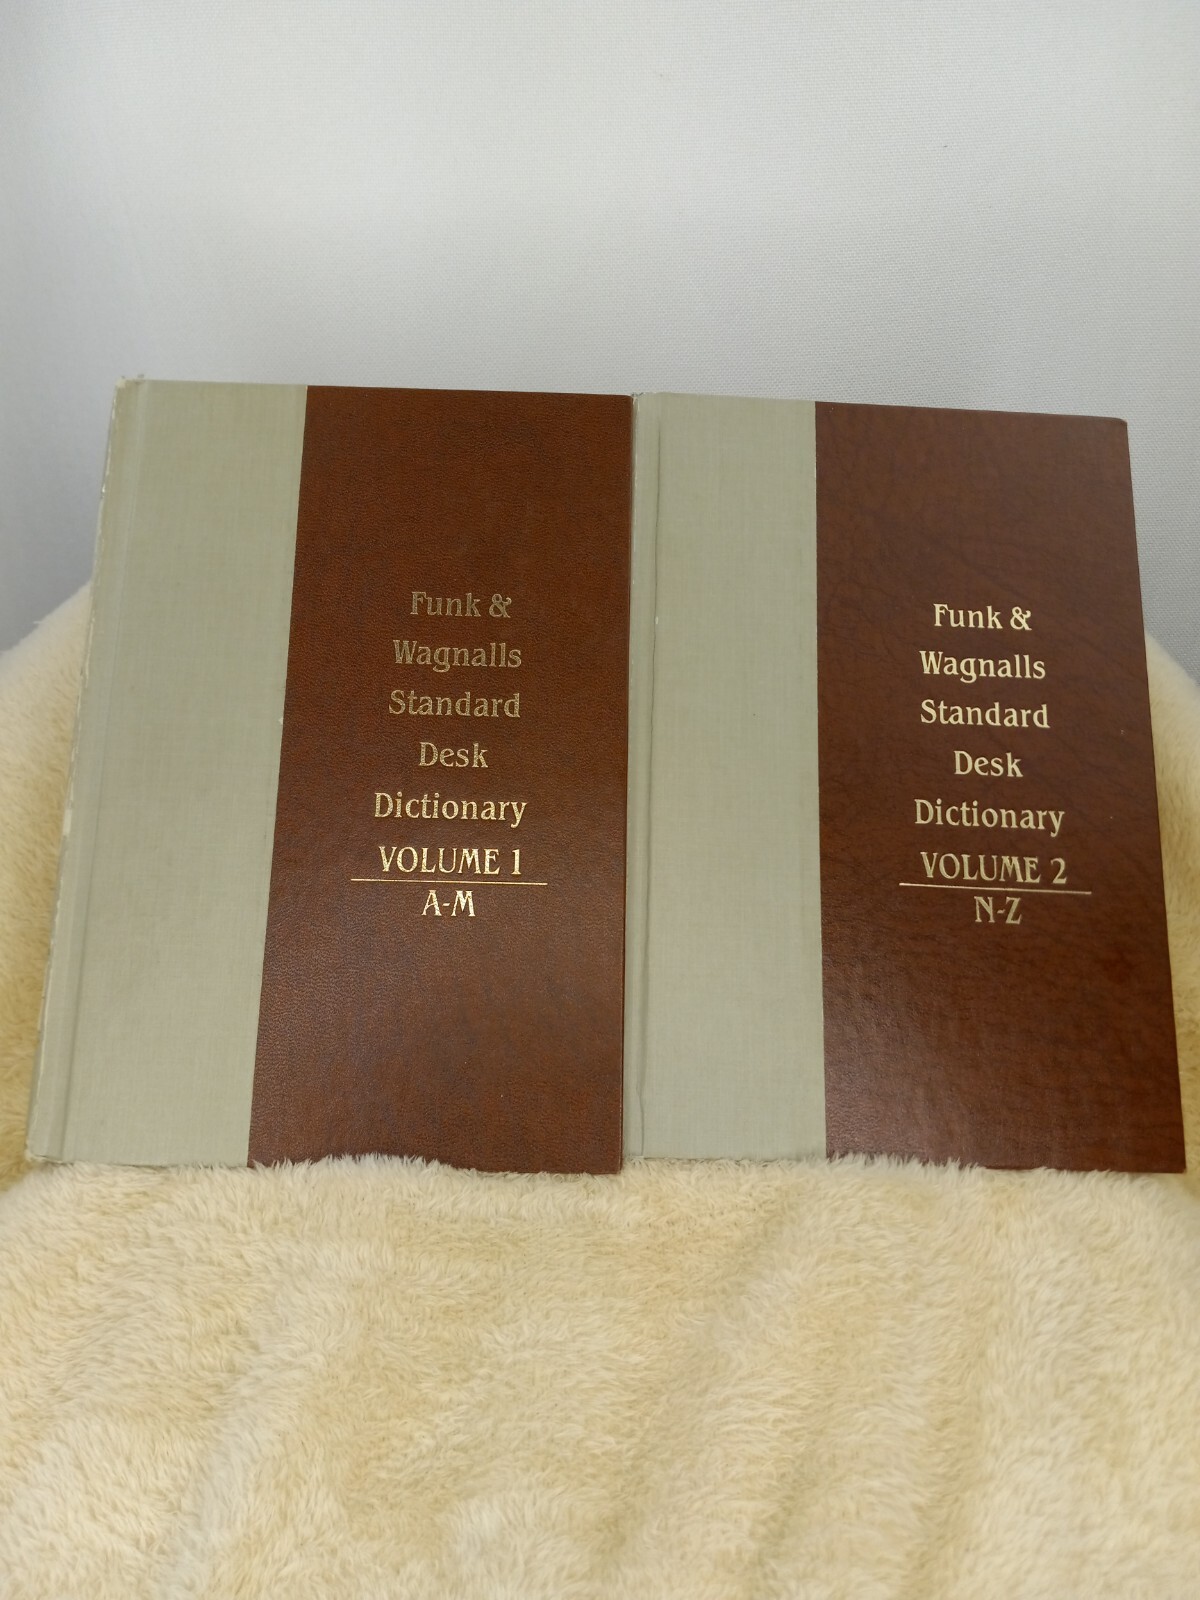 Funk &
Wagnalls
Standard
Desk
Dictionary
VOLUME 1
A-M
Funk &
Wagnalls
Standard
Desk
Dictionary
VOLUME 2
N-Z